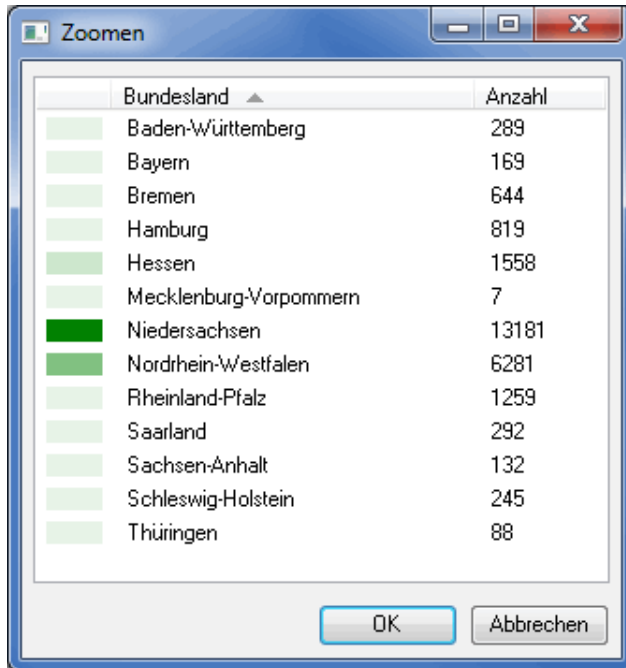 Zoomen
Bundesland Anzahl
Baden-Württemberg 289
Bayern 169
Bremen 644
Hamburg 819
Hessen 1558
Mecklenburg-Vorpommern 7
Niedersachsen 13181
Nordrhein-Westfalen 6281
Rheinland-Pfalz 1259
Saarland 292
Sachsen-Anhalt 132
Schleswig-Holstein 245
Thüringen 88
OK Abbrechen